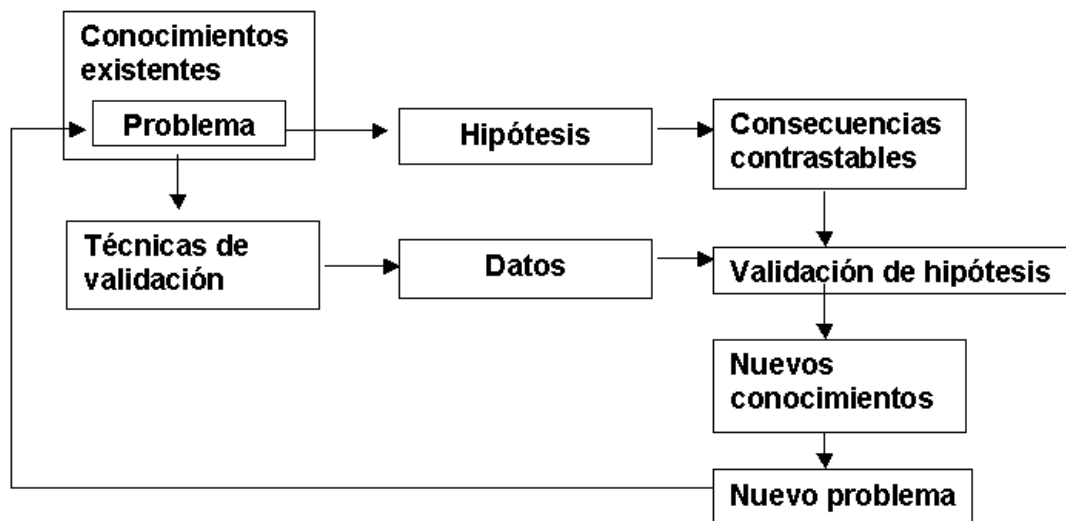 Conocimientos
existentes
Problema
Hipótesis
Consecuencias
contrastables
Técnicas de
validación
Datos
Validación de hipótesis
Nuevos
conocimientos
Nuevo problema